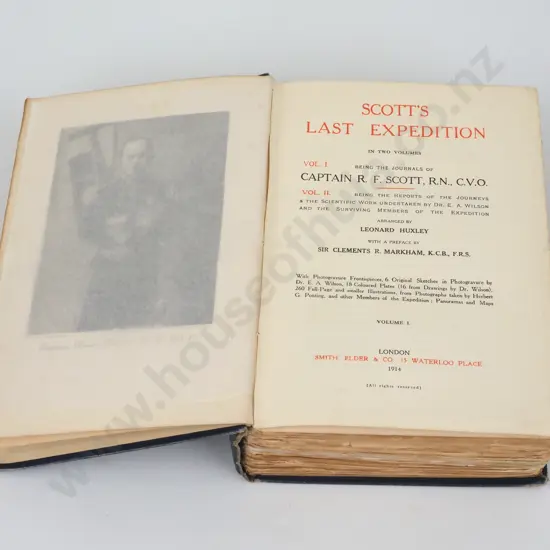 SCOTT'S
LAST EXPEDITION
IN TWO VOLUMES
VOL. I BEING THE JOURNALS OF
CAPTAIN R. F. SCOTT, R.N., C.V.O.
VOL. II. BEING THE REPORTS OF THE JOURNEYS
& THE SCIENTIFIC WORK UNDERTAKEN BY DR. E. A. WILSON
AND THE SURVIVING MEMBERS OF THE EXPEDITION
ARRANGED BY
LEONARD HUXLEY
WITH A PREFACE BY
SIR CLEMENTS R. MARKHAM, K.C.B., F.R.S.
With Photogravure Frontispieces, 6 Original Sketches in Photogravure by
Dr. E. A. Wilson, 18 Coloured Plates (16 from Drawings by Dr. Wilson),
260 Full Page and smaller Illustrations, from Photographs taken by Herbert
G. Ponting, and other Members of the Expedition; Panoramas and Maps
VOLUME I.
LONDON
SMITH, ELDER & CO. 15 WATERLOO PLACE
1914
(All rights reserved)
www.houseofhawk.co.nz